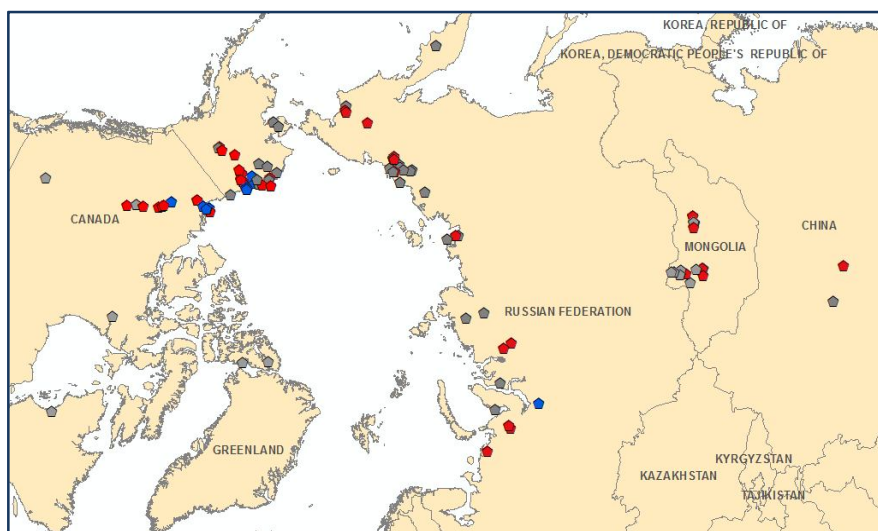 KOREA, REPUBLIC OF
KOREA, DEMOCRATIC PEOPLE'S REPUBLIC OF
CANADA
MONGOLIA
CHINA
RUSSIAN FEDERATION
GREENLAND
KAZAKHSTAN
KYRGYZSTAN
TAJIKISTAN